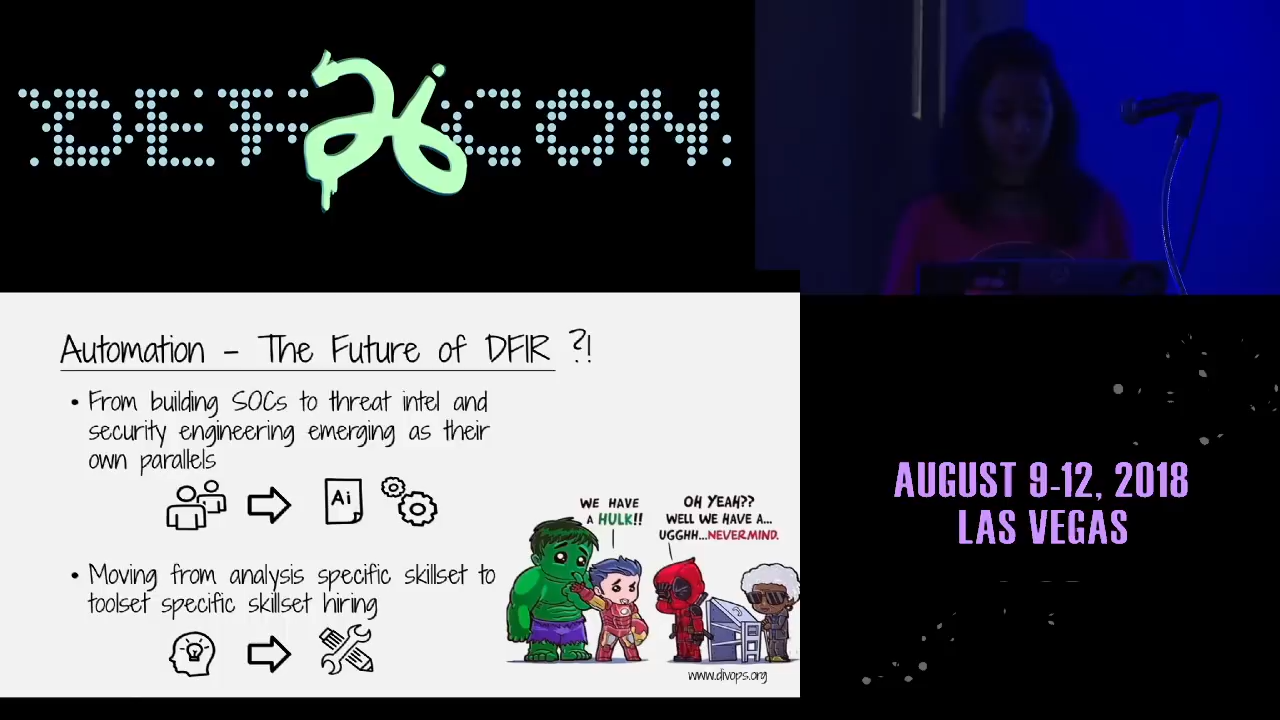 DEF 26 CON
Automation - The Future of DFIR ?!
• From building SOCs to threat intel and
security engineering emerging as their
own parallels
Ai
• Moving from analysis specific skillset to
toolset specific skillset hiring
WE HAVE
A HULK!!
OH YEAH??
WELL WE HAVE A...
UGGHH...NEVERMIND.
www.divops.org
AUGUST 9-12, 2018
LAS VEGAS